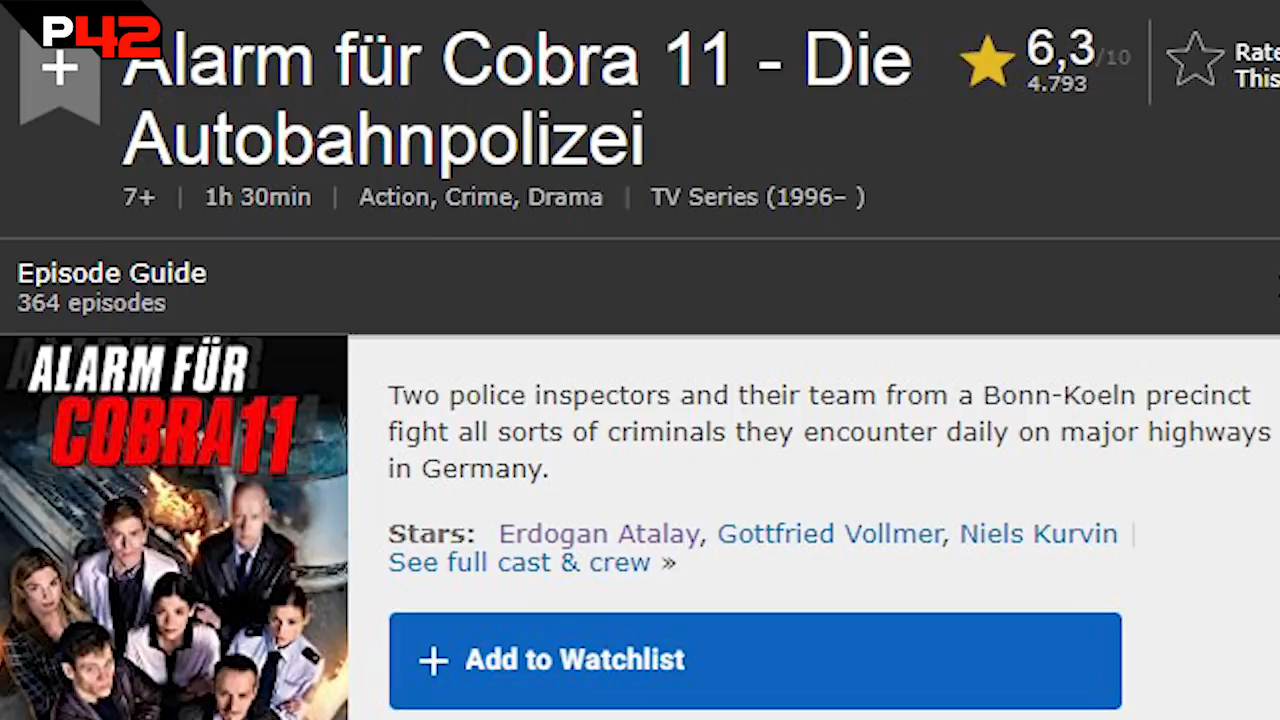 P42
+ Alarm für Cobra 11 - Die
Autobahnpolizei
6,3/10
4.793
Rate
This
7+ | 1h 30min | Action, Crime, Drama | TV Series (1996– )
Episode Guide
364 episodes
ALARM FÜR
COBRA 11
Two police inspectors and their team from a Bonn-Koeln precinct
fight all sorts of criminals they encounter daily on major highways
in Germany.
Stars: Erdogan Atalay, Gottfried Vollmer, Niels Kurvin |
See full cast & crew »
+ Add to Watchlist